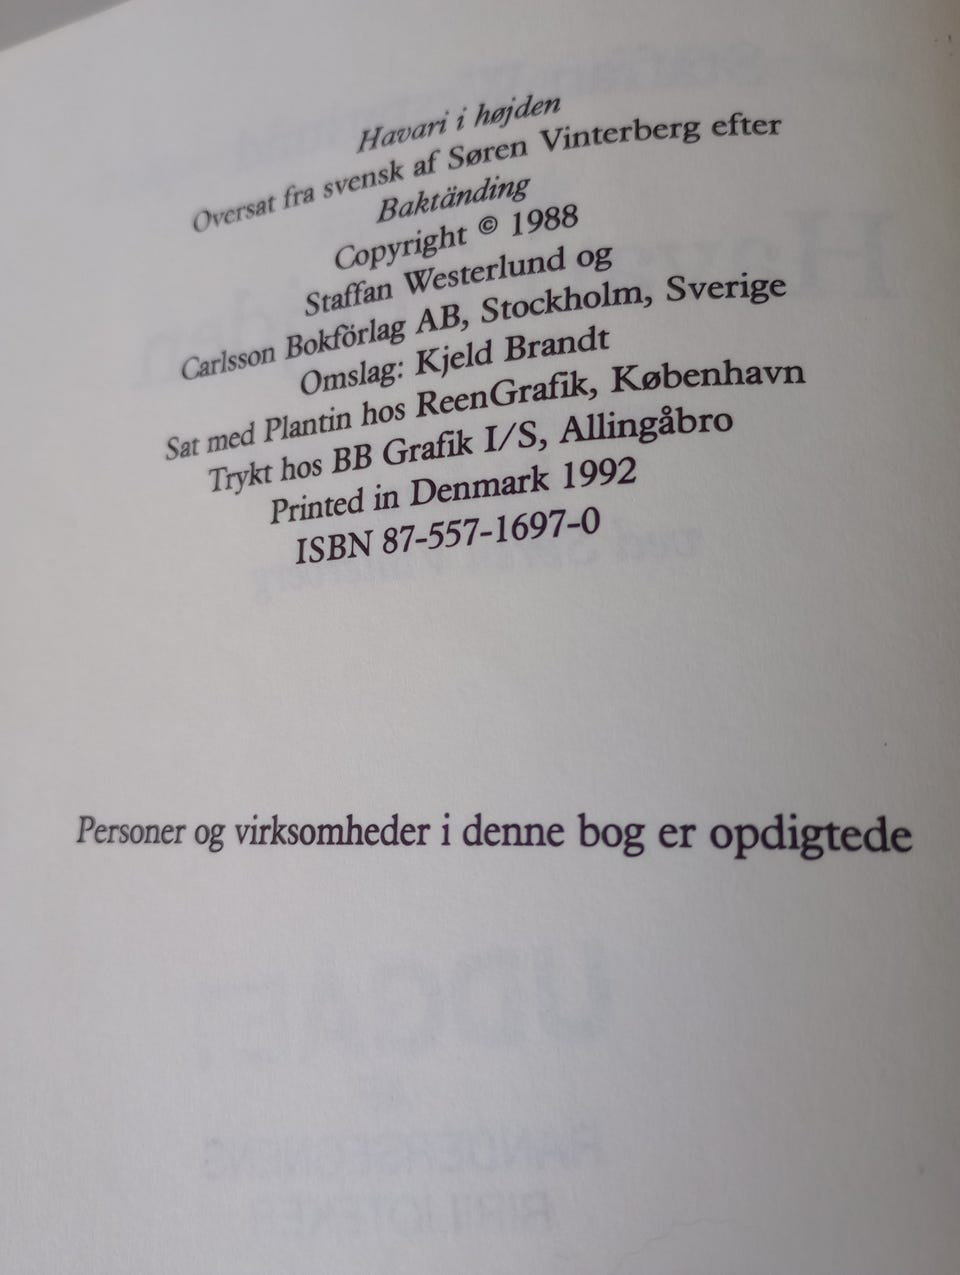 Havari i højden
Oversat fra svensk af Søren Vinterberg efter
Baktänding
Copyright © 1988
Staffan Westerlund og
Carlsson Bokförlag AB, Stockholm, Sverige
Omslag: Kjeld Brandt
Sat med Plantin hos ReenGrafik, København
Trykt hos BB Grafik I/S, Allingåbro
Printed in Denmark 1992
ISBN 87-557-1697-0
Personer og virksomheder i denne bog er opdigtede